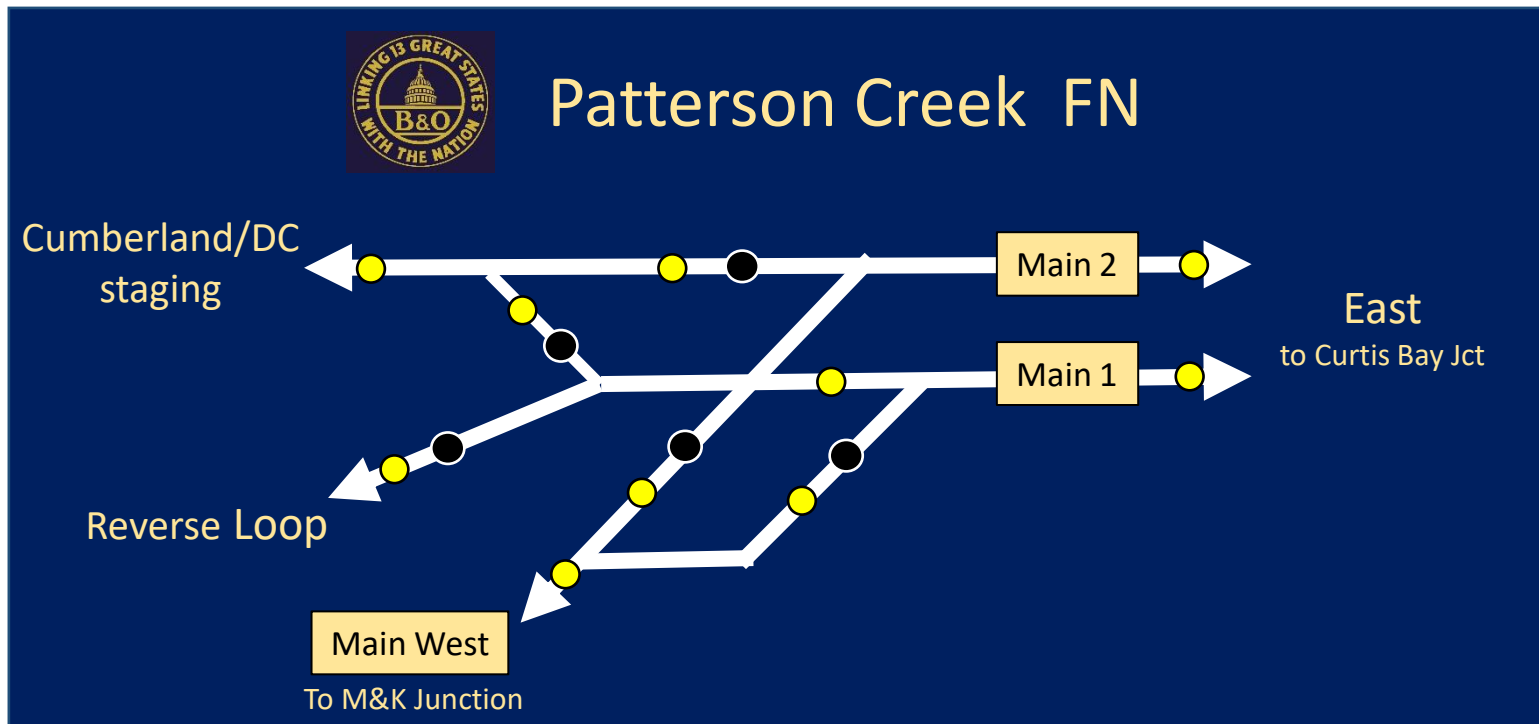 LINKING 13 GREAT STATES
B&O
WITH THE NATION
Patterson Creek FN
Cumberland/DC
staging
Main 2
East
to Curtis Bay Jct
Main 1
Reverse Loop
Main West
To M&K Junction